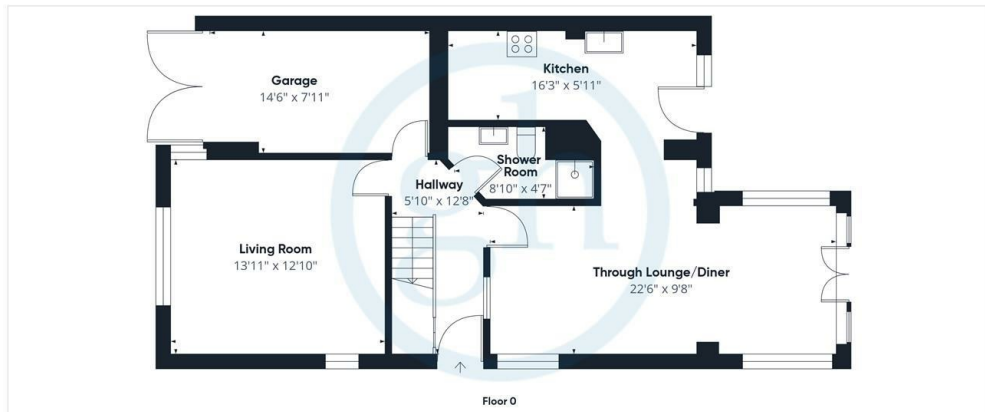 Garage
14'6" x 7'11"
Kitchen
16'3" x 5'11"
Shower
Room
8'10" x 4'7"
Hallway
5'10" x 12'8"
Living Room
13'11" x 12'10"
Through Lounge/Diner
22'6" x 9'8"
Floor 0
gh